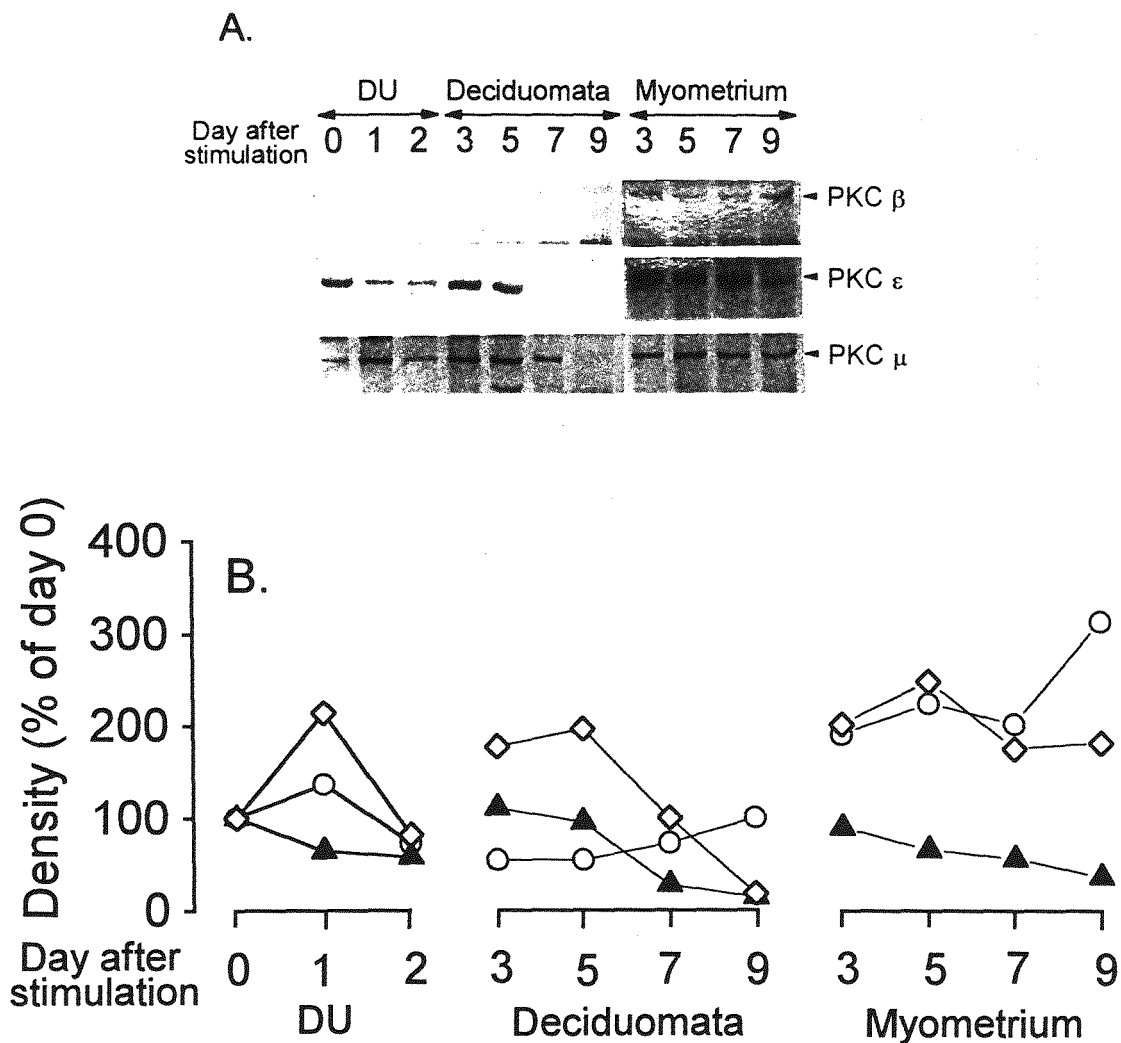 A.
DU Deciduomata Myometrium
Day after
stimulation 0 1 2 3 5 7 9 3 5 7 9
PKC β
PKC ε
PKC μ
B.
Density (% of day 0)
400
300
200
100
0
Day after
stimulation 0 1 2 3 5 7 9 3 5 7 9
DU Deciduomata Myometrium